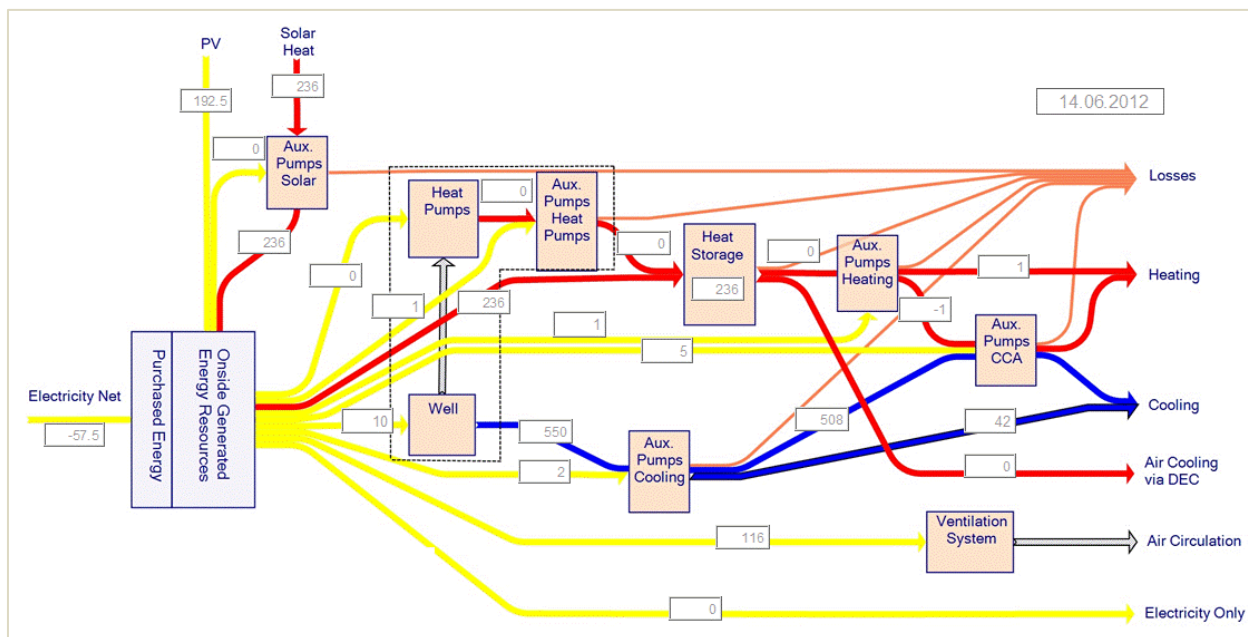 PV
Solar
Heat
192.5
236
14.06.2012
0
Aux.
Pumps
Solar
Losses
Heat
Pumps
0
Aux.
Pumps
Heat
Pumps
236
0
Heat
Storage
236
0
Aux.
Pumps
Heating
1
Heating
0
1
236
-1
1
5
Aux.
Pumps
CCA
Purchased Energy
Onside Generated
Energy Resources
Electricity Net
-57.5
10
Well
550
508
42
Cooling
2
Aux.
Pumps
Cooling
0
Air Cooling
via DEC
116
Ventilation
System
Air Circulation
0
Electricity Only